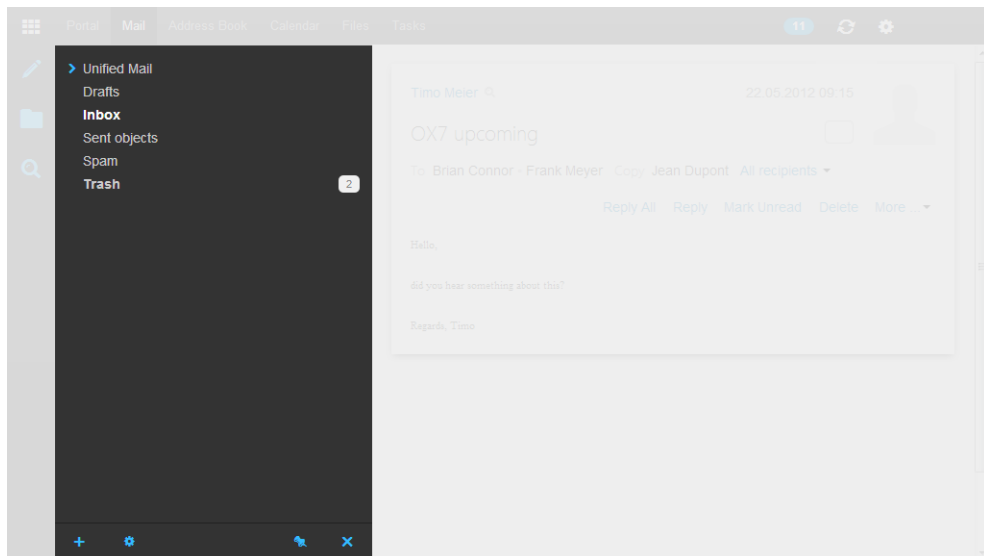 Portal Mail Address Book Calendar Files Tasks 11
Unified Mail
Drafts
Inbox
Sent objects
Spam
Trash 2
Timo Meier 22.05.2012 09:15
OX7 upcoming
To Brian Connor - Frank Meyer Copy Jean Dupont All recipients
Reply All Reply Mark Unread Delete More ...
Hello,
did you hear something about this?
Regards, Timo